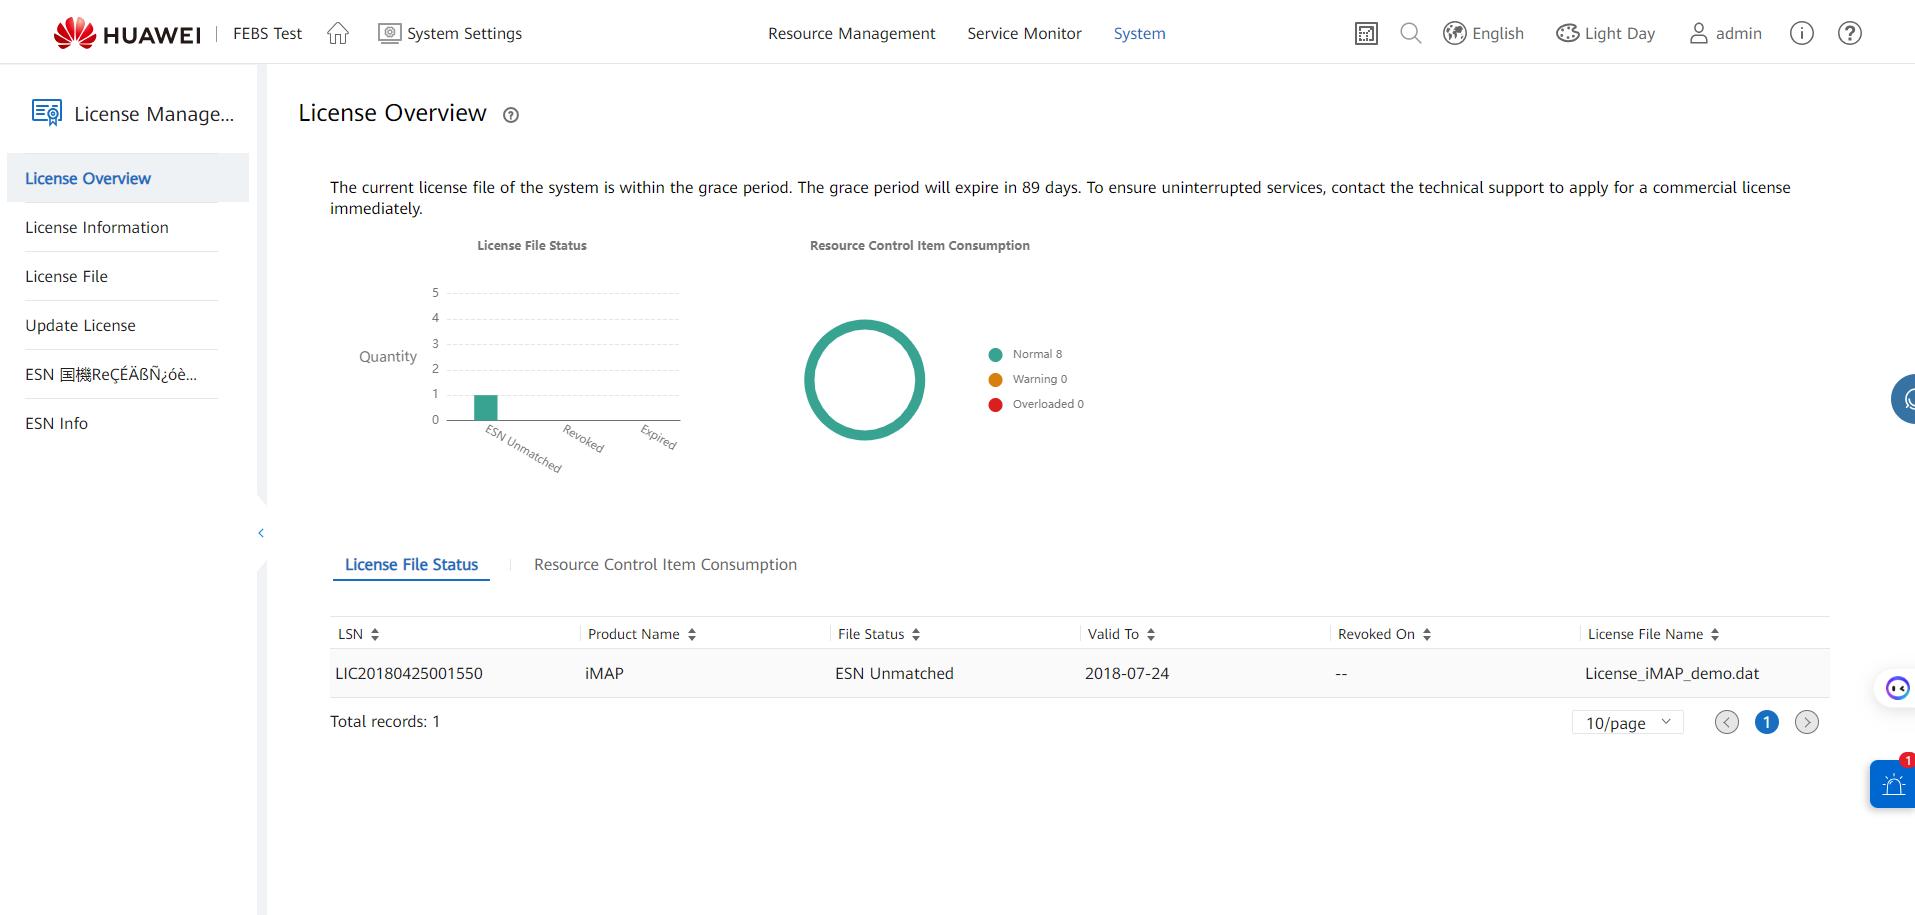 HUAWEI FEBS Test System Settings Resource Management Service Monitor System English Light Day admin
License Manage...
License Overview
License Information
License File
Update License
ESN 国機ReÇÉÄßÑ¿óè...
ESN Info
License Overview
The current license file of the system is within the grace period. The grace period will expire in 89 days. To ensure uninterrupted services, contact the technical support to apply for a commercial license
immediately.
License File Status
5
4
3
2
1
0
Quantity
ESN Unmatched
Revoked
Expired
Resource Control Item Consumption
Normal 8
Warning 0
Overloaded 0
License File Status Resource Control Item Consumption
LSN Product Name File Status Valid To Revoked On License File Name
LIC20180425001550 iMAP ESN Unmatched 2018-07-24 -- License_iMAP_demo.dat
Total records: 1 10/page 1
1